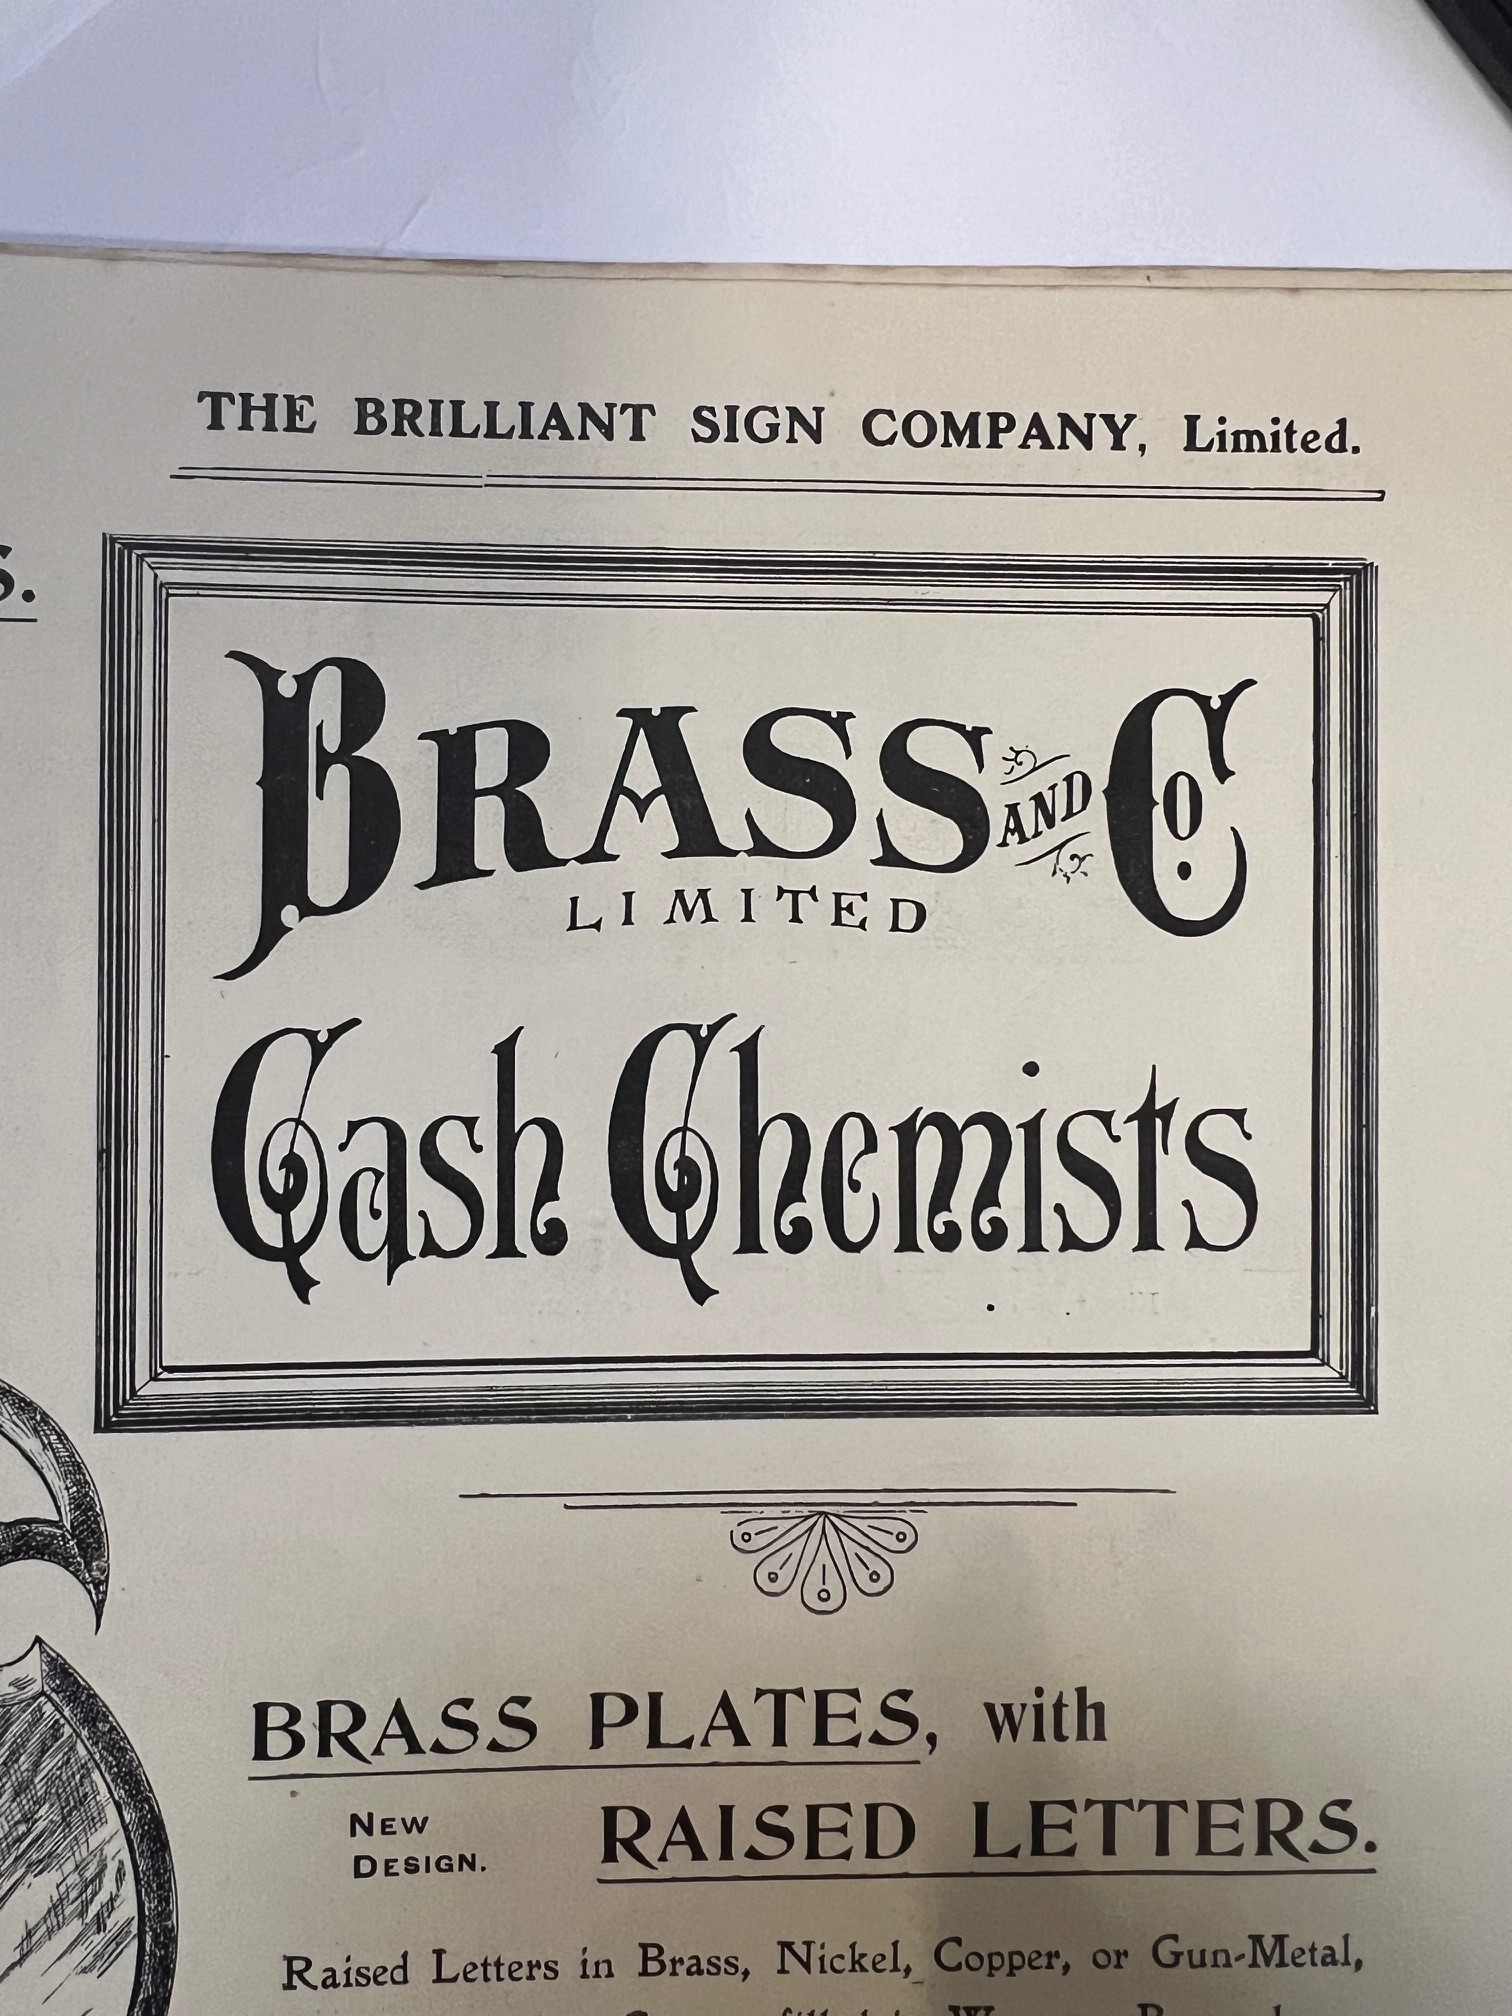 THE BRILLIANT SIGN COMPANY, Limited.
S.
BRASS AND Co.
LIMITED
Cash Chemists
BRASS PLATES, with
NEW
DESIGN.
RAISED LETTERS.
Raised Letters in Brass, Nickel, Copper, or Gun-Metal,